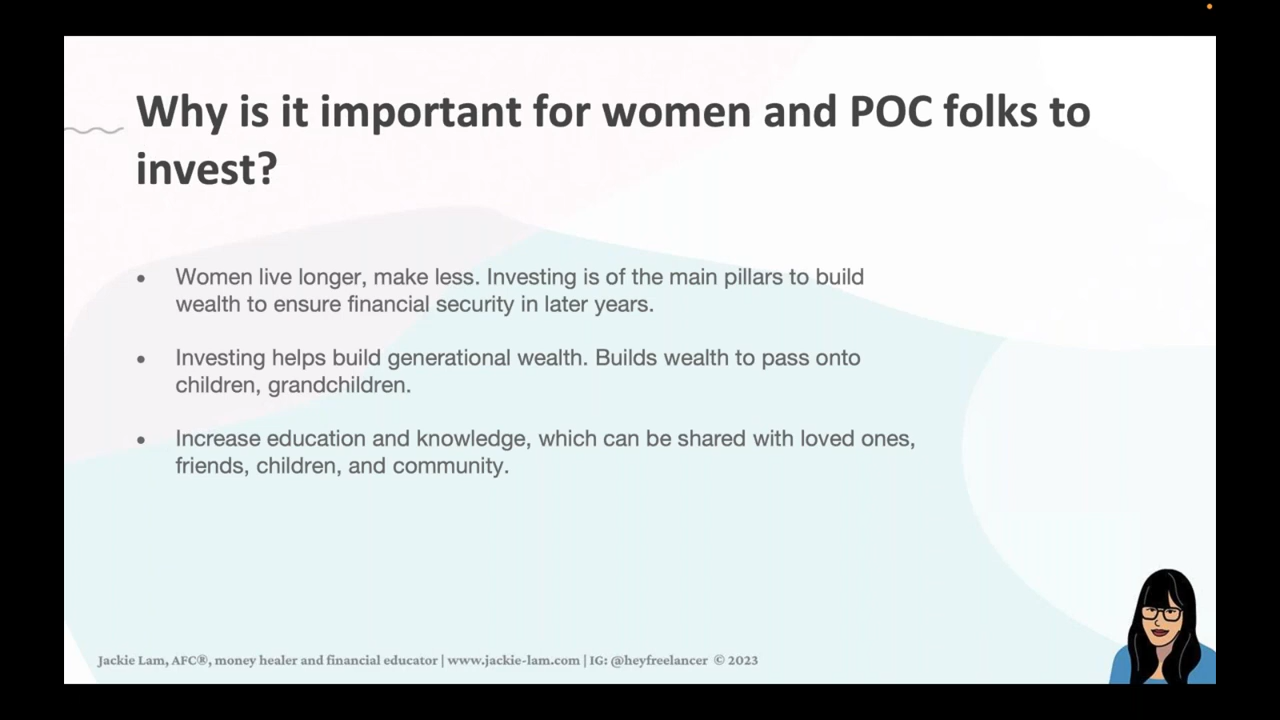 Why is it important for women and POC folks to
invest?
• Women live longer, make less. Investing is of the main pillars to build
wealth to ensure financial security in later years.
• Investing helps build generational wealth. Builds wealth to pass onto
children, grandchildren.
• Increase education and knowledge, which can be shared with loved ones,
friends, children, and community.
Jackie Lam, AFC®, money healer and financial educator | www.jackie-lam.com | IG: @heyfreelancer © 2023